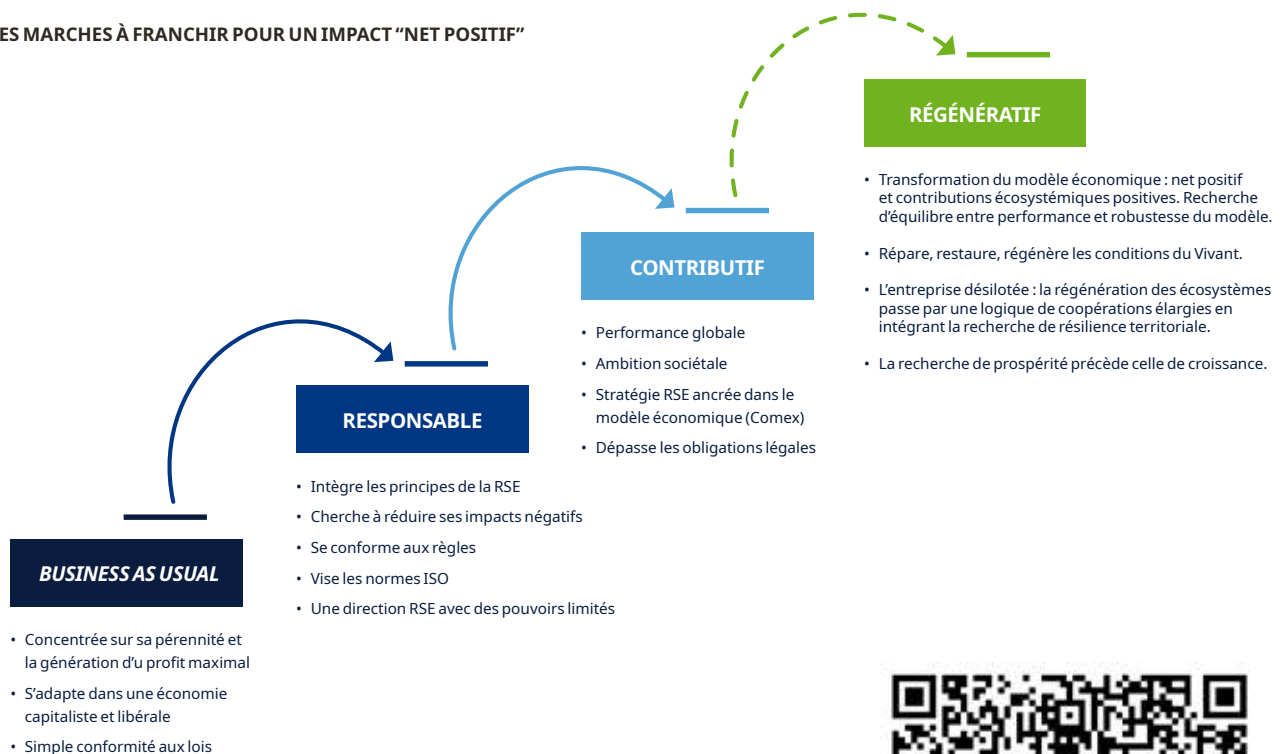 ES MARCHES À FRANCHIR POUR UN IMPACT “NET POSITIF”
RÉGÉNÉRATIF
• Transformation du modèle économique : net positif
et contributions écosystémiques positives. Recherche
d’équilibre entre performance et robustesse du modèle.
• Répare, restaure, régénère les conditions du Vivant.
• L’entreprise désilotée : la régénération des écosystèmes
passe par une logique de coopérations élargies en
intégrant la recherche de résilience territoriale.
• La recherche de prospérité précède celle de croissance.
CONTRIBUTIF
• Performance globale
• Ambition sociétale
• Stratégie RSE ancrée dans le
modèle économique (Comex)
• Dépasse les obligations légales
RESPONSABLE
• Intègre les principes de la RSE
• Cherche à réduire ses impacts négatifs
• Se conforme aux règles
• Vise les normes ISO
• Une direction RSE avec des pouvoirs limités
BUSINESS AS USUAL
• Concentrée sur sa pérennité et
la génération d’u profit maximal
• S’adapte dans une économie
capitaliste et libérale
• Simple conformité aux lois